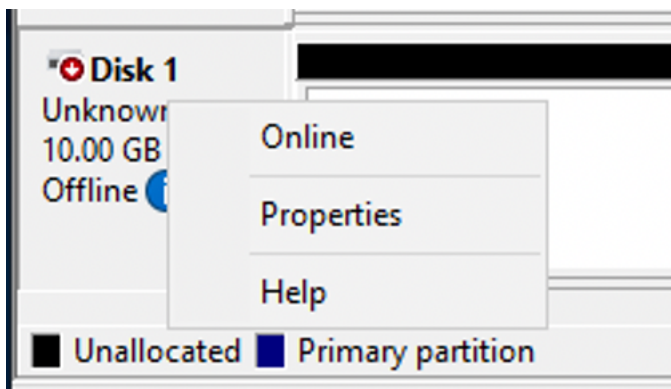 Disk 1
Unknown
10.00 GB
Offline
Online
Properties
Help
Unallocated Primary partition